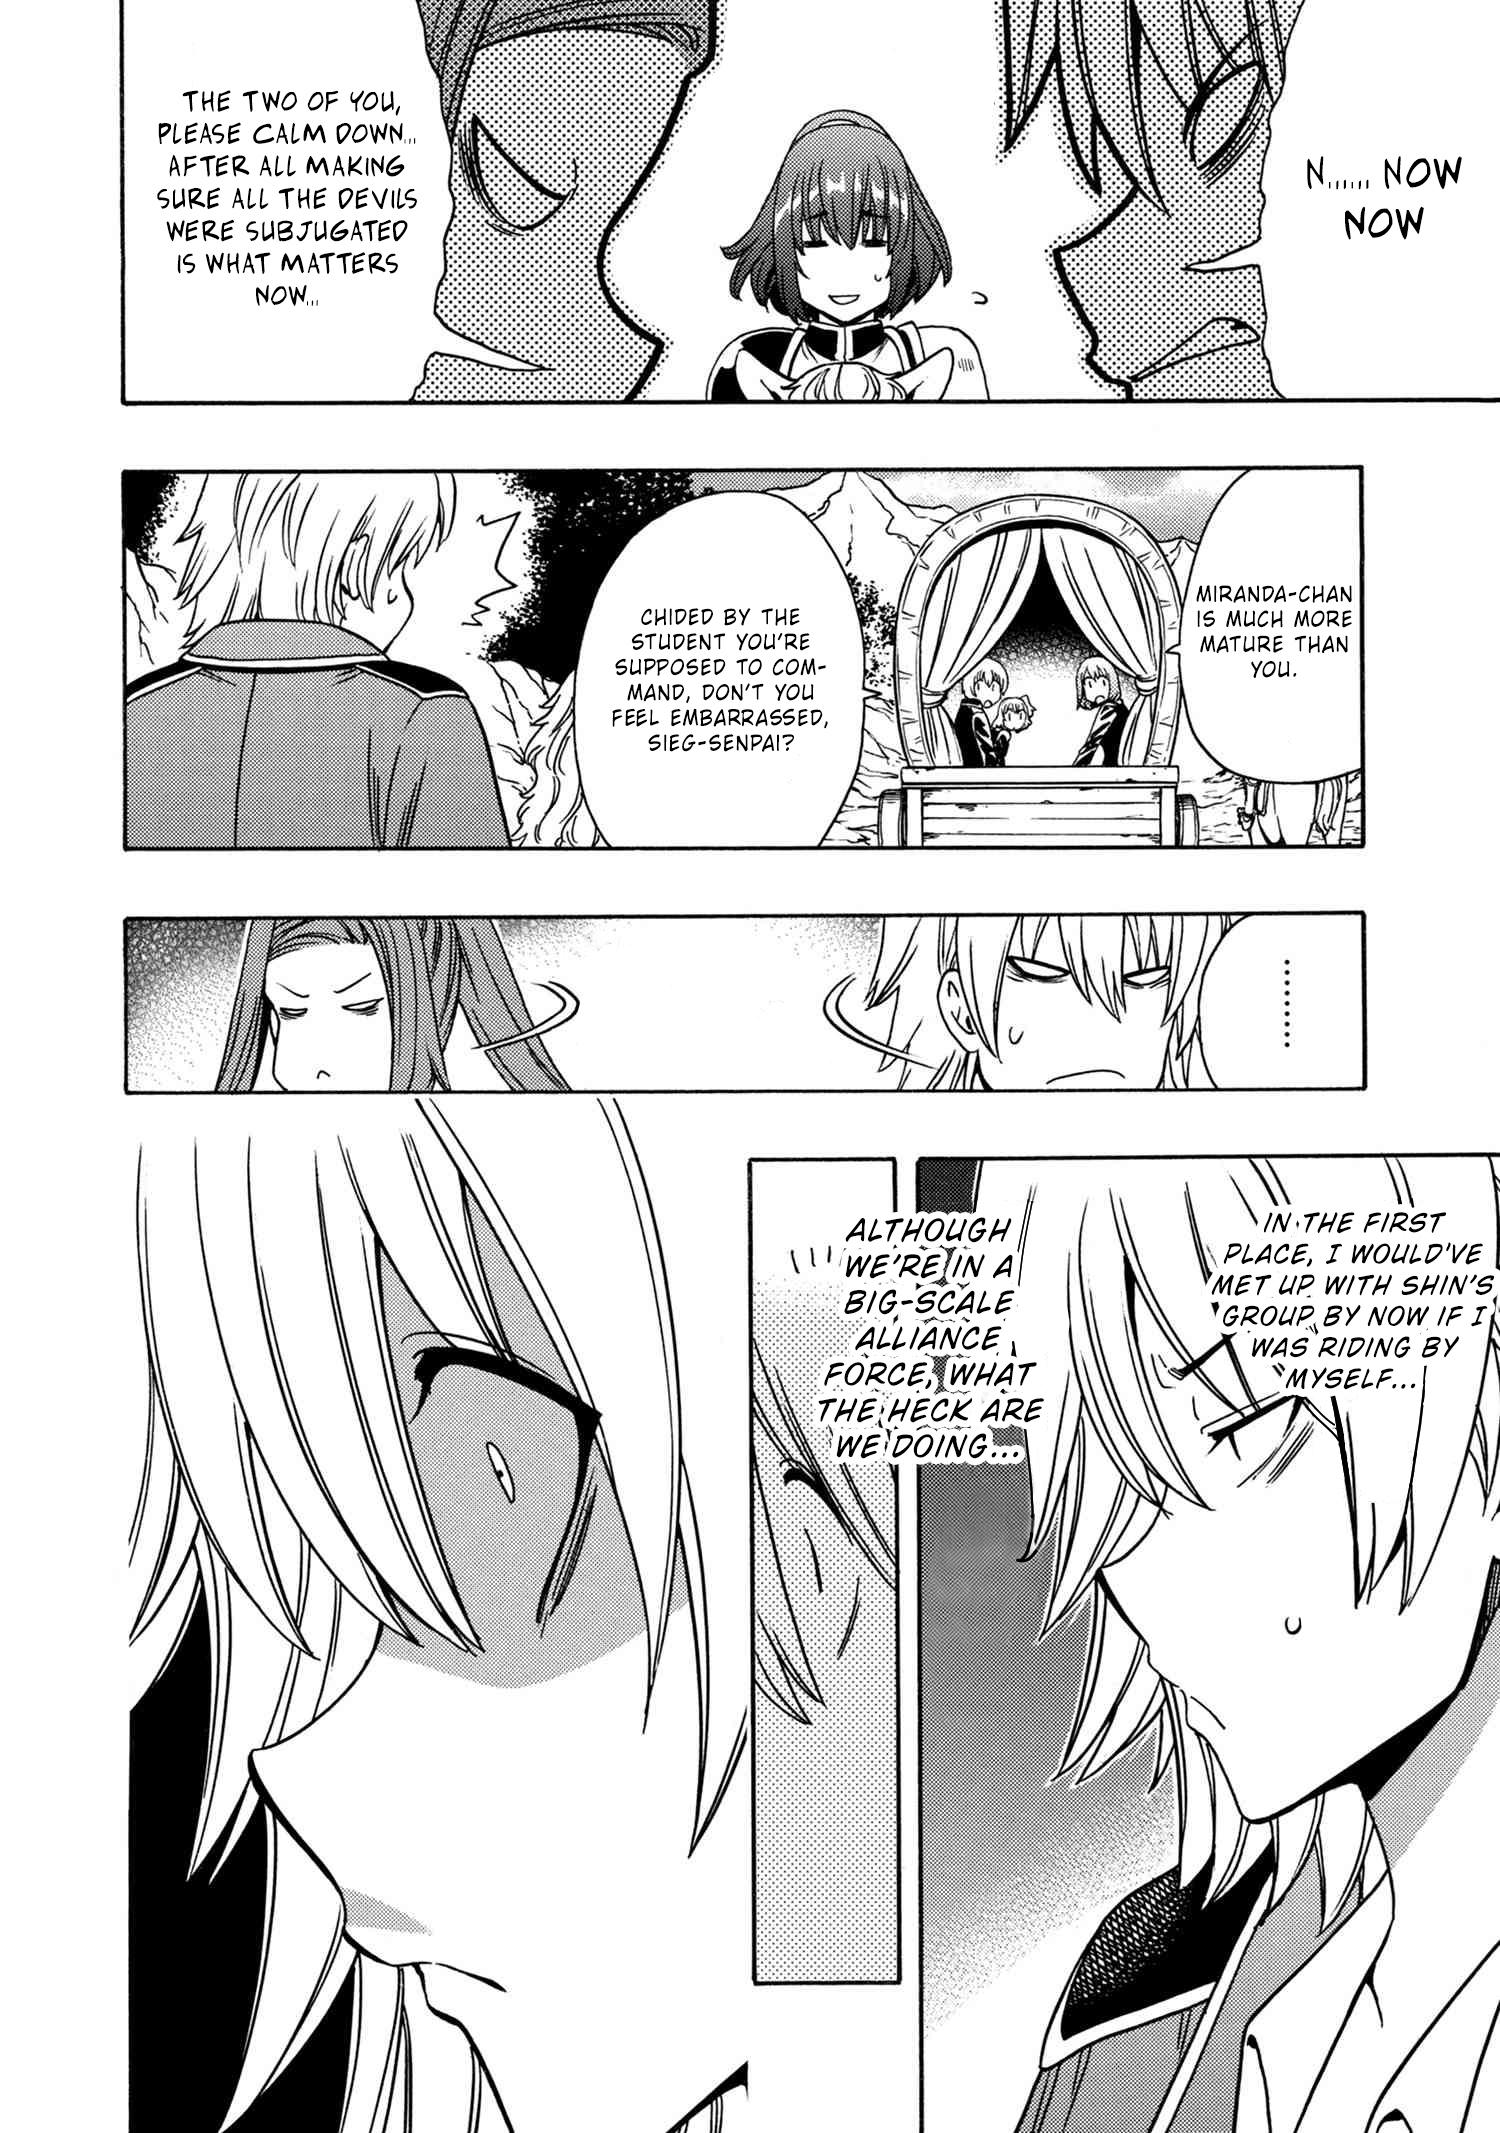 N...... NOW
NOW
THE TWO OF YOU,
PLEASE CALM DOWN...
AFTER ALL MAKING
SURE ALL THE DEVILS
WERE SUBJUGATED
IS WHAT MATTERS
NOW...
MIRANDA-CHAN
IS MUCH MORE
MATURE THAN
YOU.
CHIDED BY THE
STUDENT YOU'RE
SUPPOSED TO COM-
MAND, DON'T YOU
FEEL EMBARRASSED,
SIEG-SENPAI?
.........
IN THE FIRST
PLACE, I WOULD'VE
MET UP WITH SHIN'S
GROUP BY NOW IF I
WAS RIDING BY
MYSELF...
ALTHOUGH
WE'RE IN A
BIG-SCALE
ALLIANCE
FORCE, WHAT
THE HECK ARE
WE DOING...